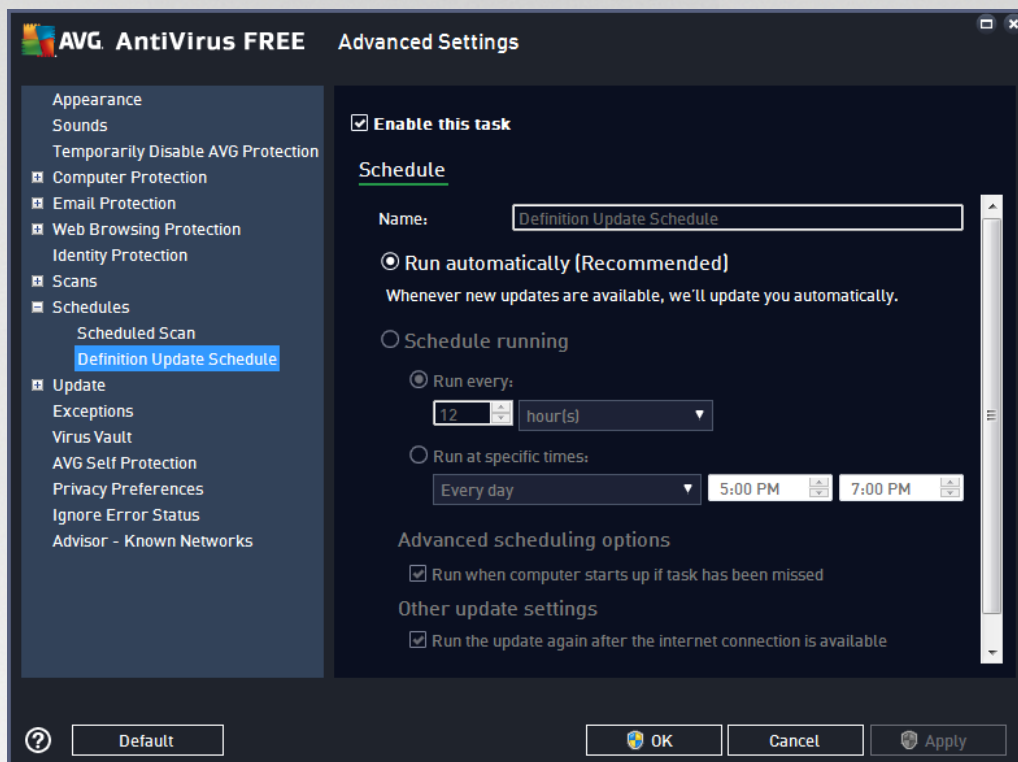 AVG. AntiVirus FREE Advanced Settings
Appearance
Sounds
Temporarily Disable AVG Protection
Computer Protection
Email Protection
Web Browsing Protection
Identity Protection
Scans
Schedules
Scheduled Scan
Definition Update Schedule
Update
Exceptions
Virus Vault
AVG Self Protection
Privacy Preferences
Ignore Error Status
Advisor - Known Networks
Enable this task
Schedule
Name: Definition Update Schedule
Run automatically (Recommended)
Whenever new updates are available, we'll update you automatically.
Schedule running
Run every:
12 hour(s)
Run at specific times:
Every day 5:00 PM 7:00 PM
Advanced scheduling options
Run when computer starts up if task has been missed
Other update settings
Run the update again after the internet connection is available
? Default OK Cancel Apply